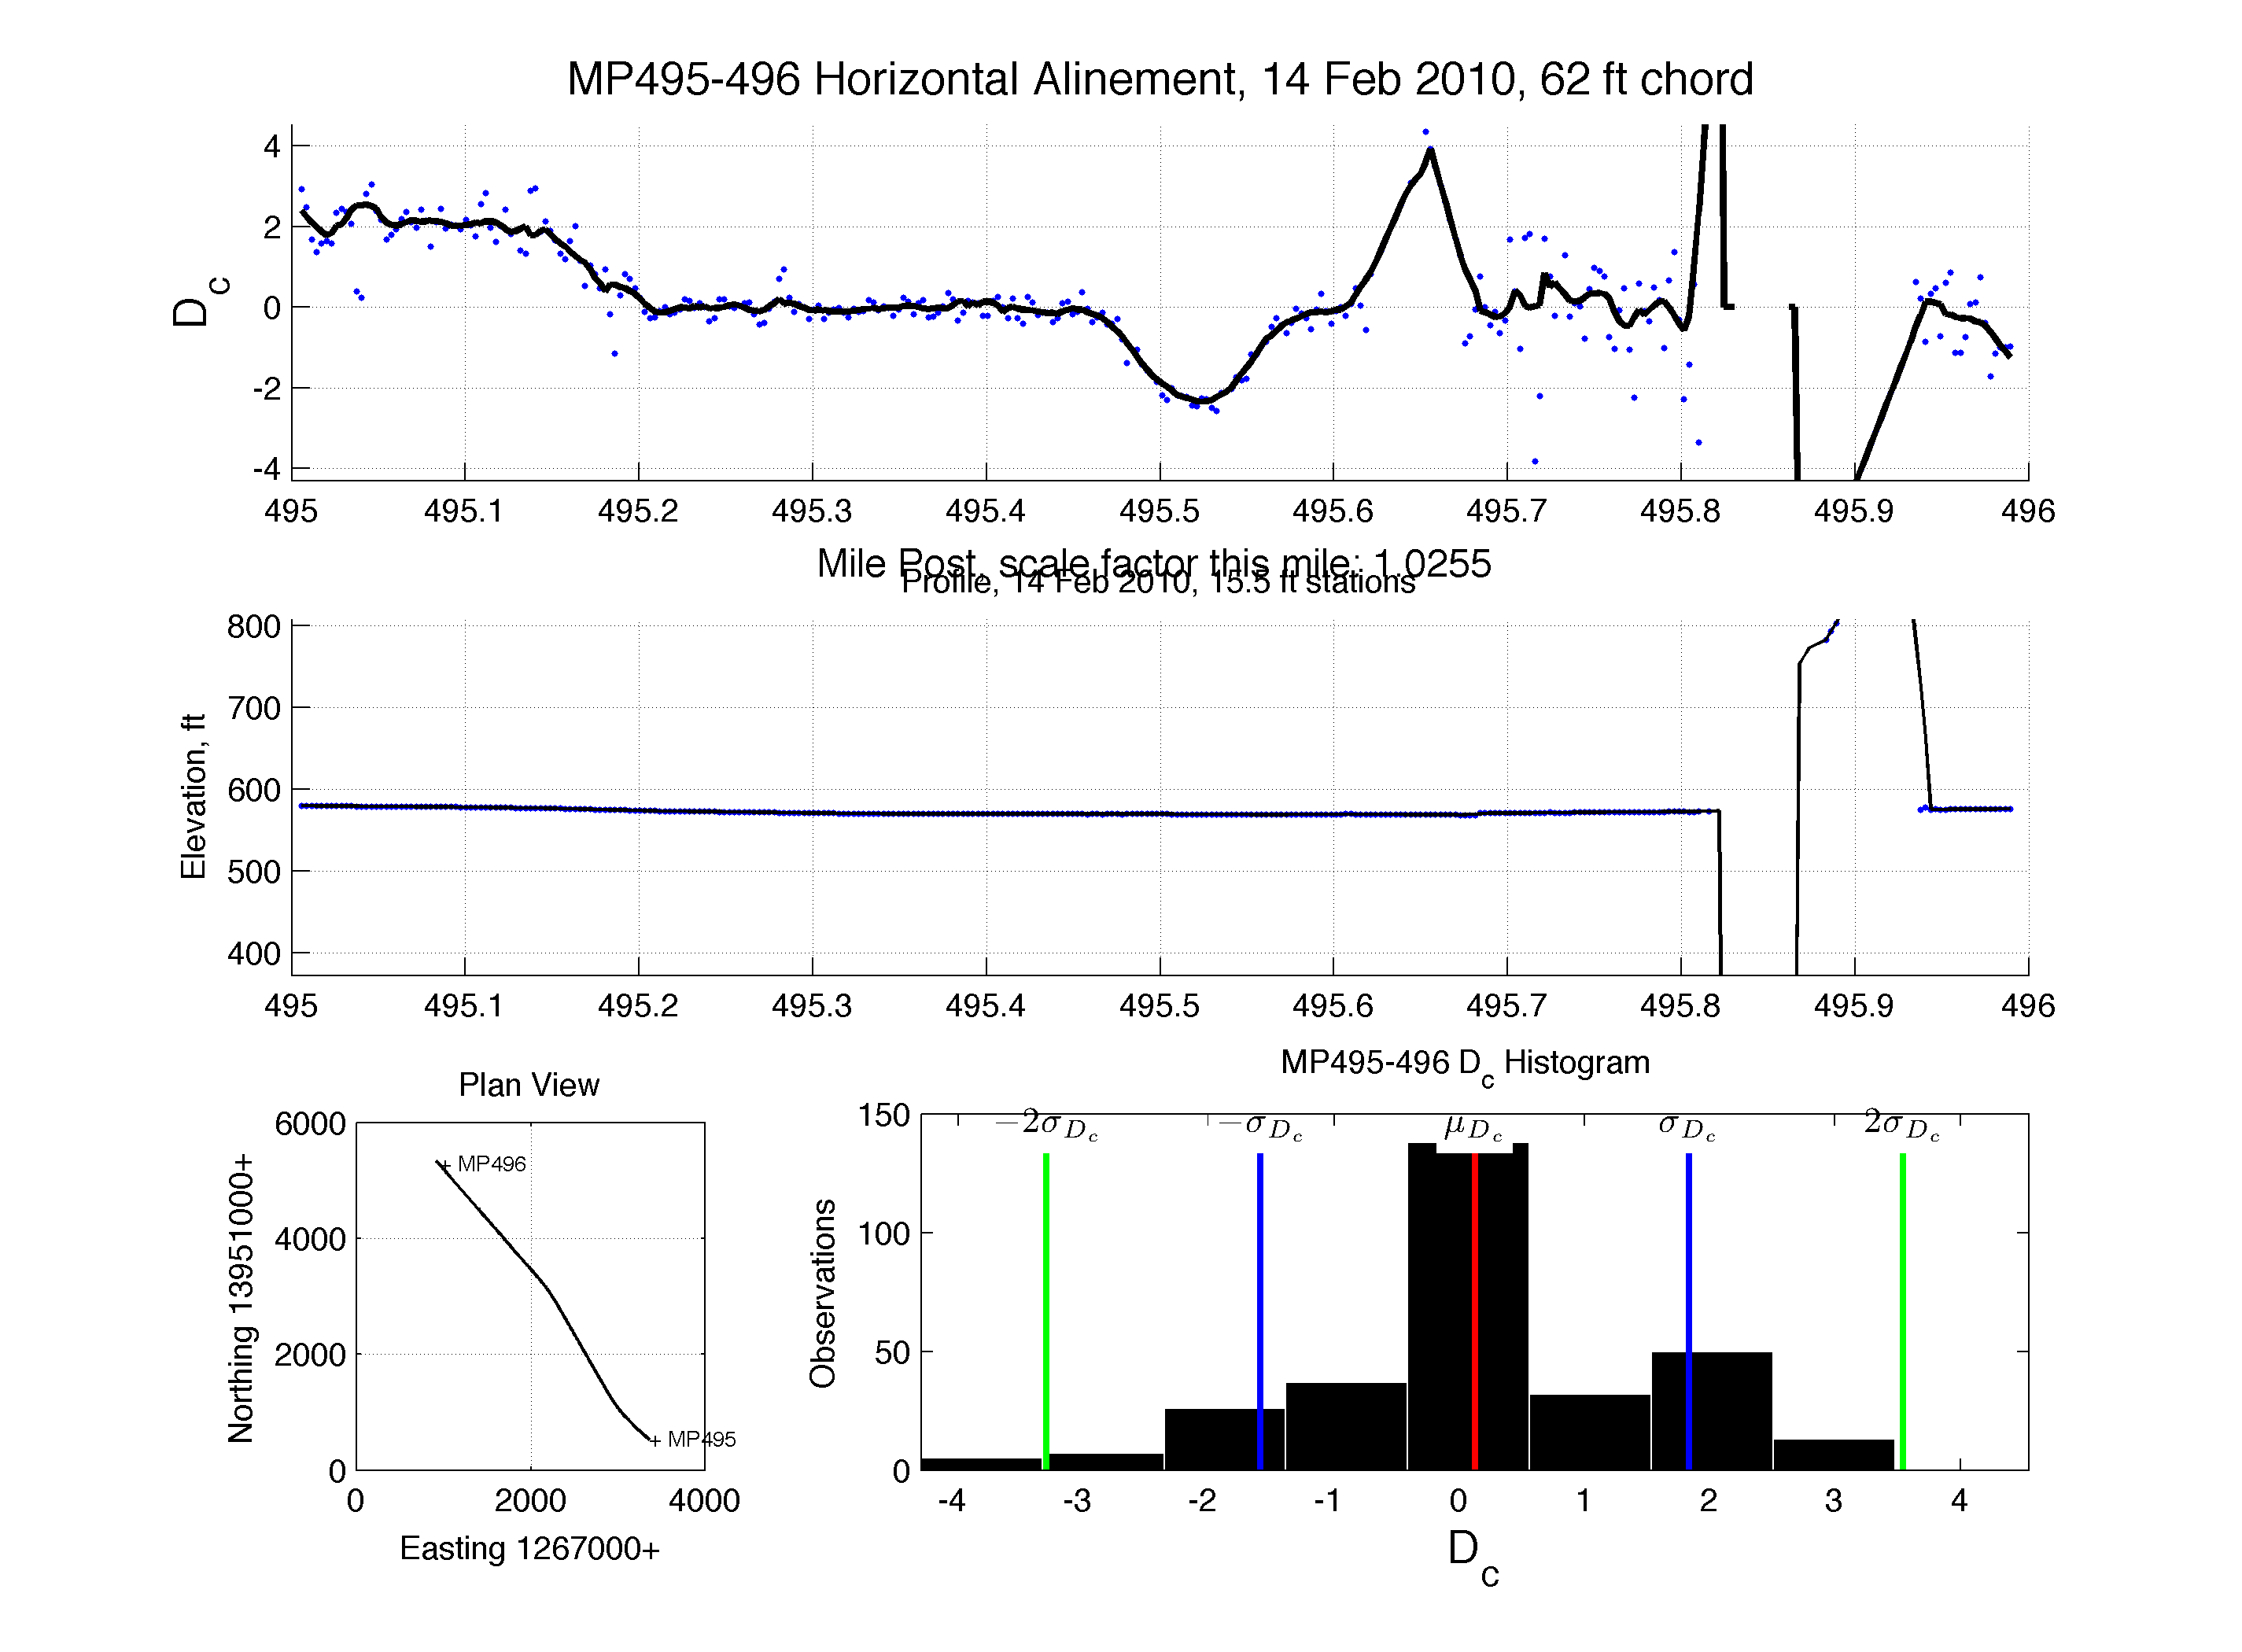 MP495-496 Horizontal Alinement, 14 Feb 2010, 62 ft chord
4
2
0
-2
-4
Dc
495 495.1 495.2 495.3 495.4 495.5 495.6 495.7 495.8 495.9 496
Mile Post, scale factor this mile: 1.0255
Profile, 14 Feb 2010, 15.5 ft stations
800
700
600
500
400
Elevation, ft
495 495.1 495.2 495.3 495.4 495.5 495.6 495.7 495.8 495.9 496
Plan View
6000
4000
2000
0
Northing 13951000+
+ MP496
+ MP495
0 2000 4000
Easting 1267000+
MP495-496 Dc Histogram
150
100
50
0
Observations
−2σDc −σDc μDc σDc 2σDc
-4 -3 -2 -1 0 1 2 3 4
Dc